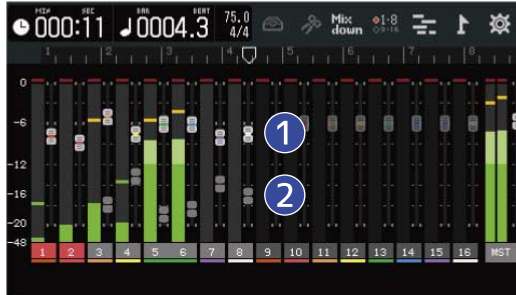 MIN SEC BAR BEAT
000:11 0004.3 75.0 4/4 Mix down 1-8 9-16
1 2 3 4 5 6 7 8
0
-6
1
-12
2
-16
-20
-48
1 2 3 4 5 6 7 8 9 10 11 12 13 14 15 16 MST